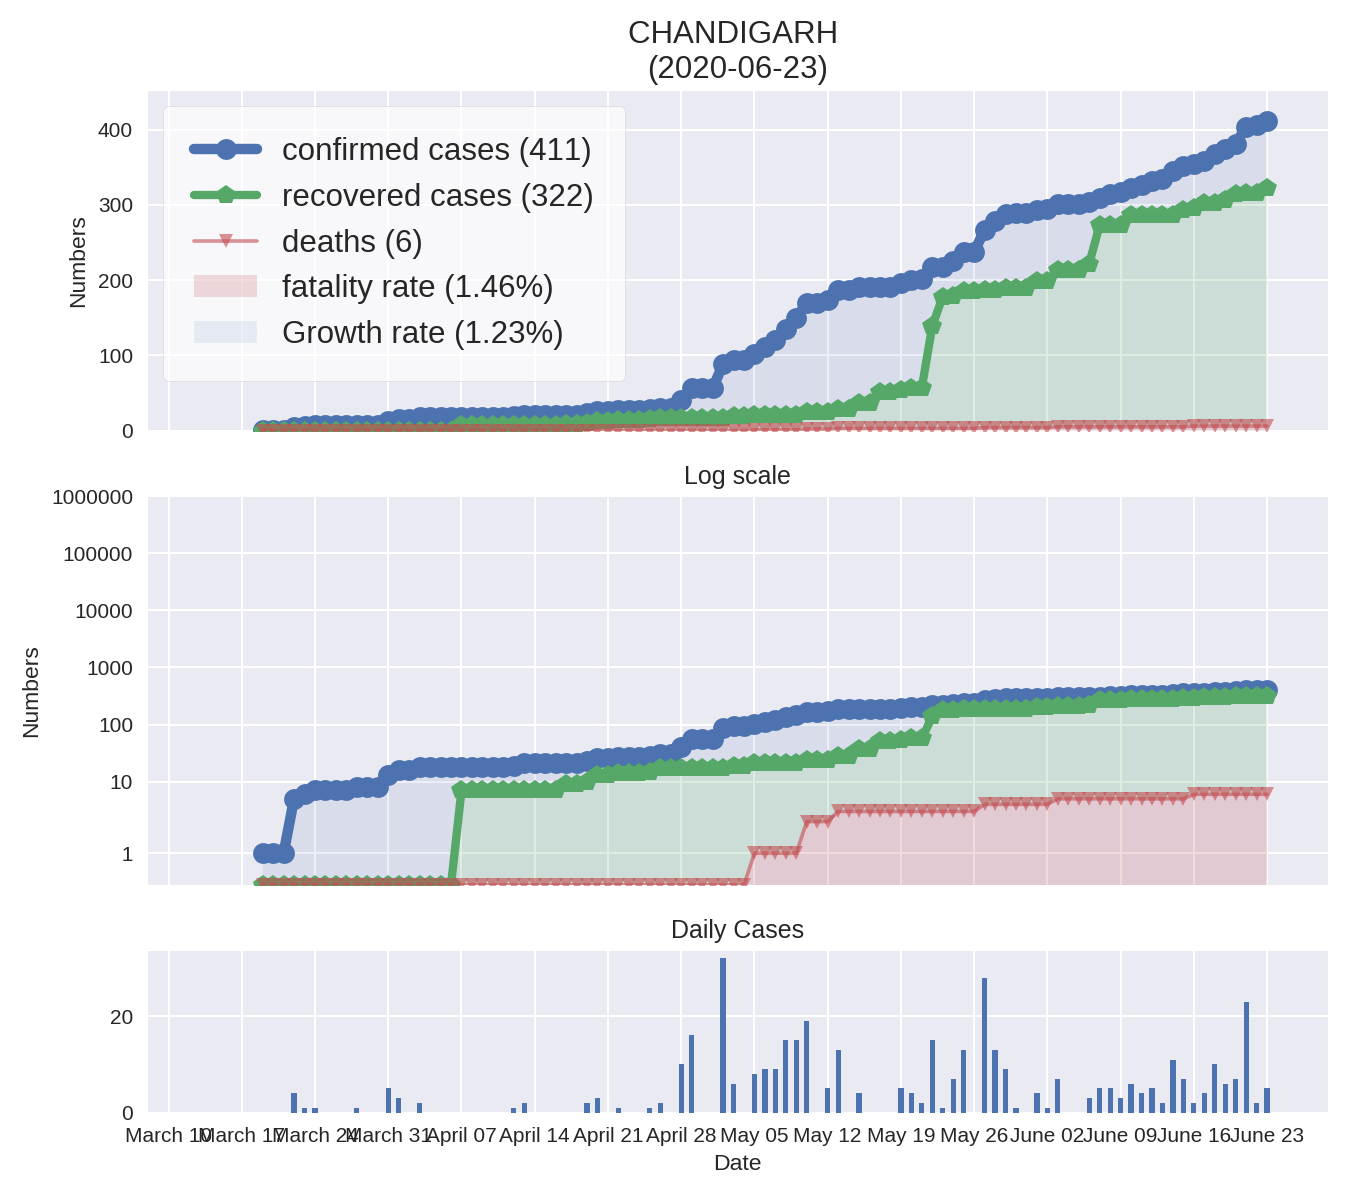 CHANDIGARH
(2020-06-23)
400
300
200
100
0
Numbers
confirmed cases (411)
recovered cases (322)
deaths (6)
fatality rate (1.46%)
Growth rate (1.23%)
Log scale
1000000
100000
10000
1000
100
10
1
Numbers
Daily Cases
20
0
March 10 March 17 March 24 March 31 April 07 April 14 April 21 April 28 May 05 May 12 May 19 May 26 June 02 June 09 June 16 June 23
Date